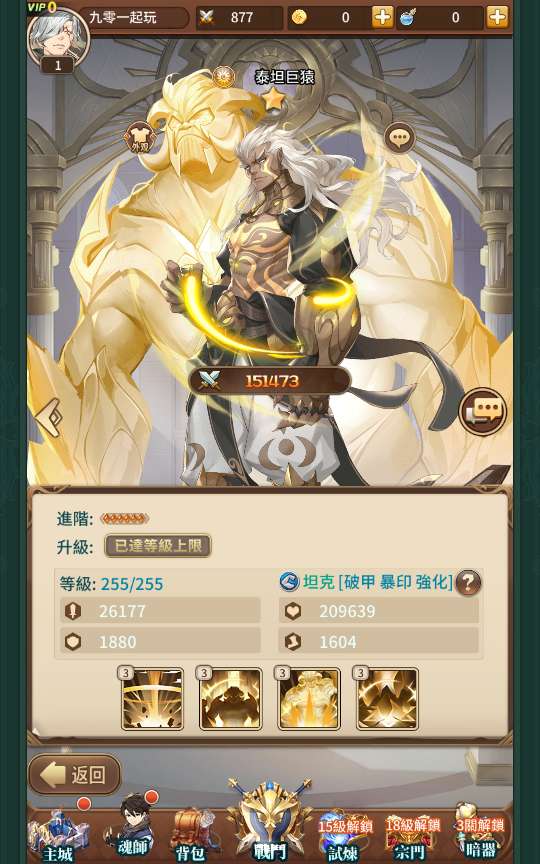 VIP 0
九零一起玩
877
0
0
1
泰坦巨猿
外观
151473
進階:
升級: 已達等級上限
等級: 255/255
坦克 [破甲 暴印 強化] ?
26177
209639
1880
1604
3
3
3
3
返回
15級解鎖
18級解鎖
3關解鎖
主城
魂師
背包
戰鬥
試煉
宗門
暗器